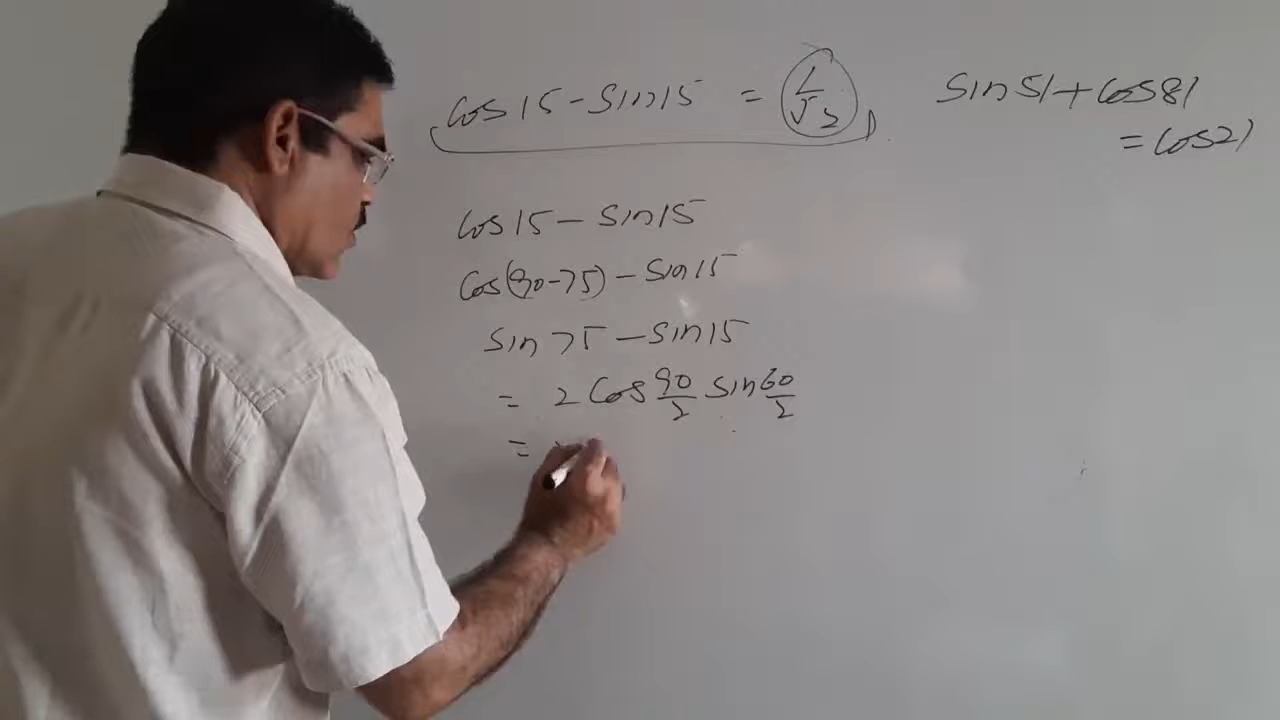 cos 15 - sin 15 = 1/√2
sin 51 + cos 81
= cos 21
cos 15 - sin 15
cos(90-75) - sin 15
sin 75 - sin 15
= 2 cos 90/2 sin 60/2
=